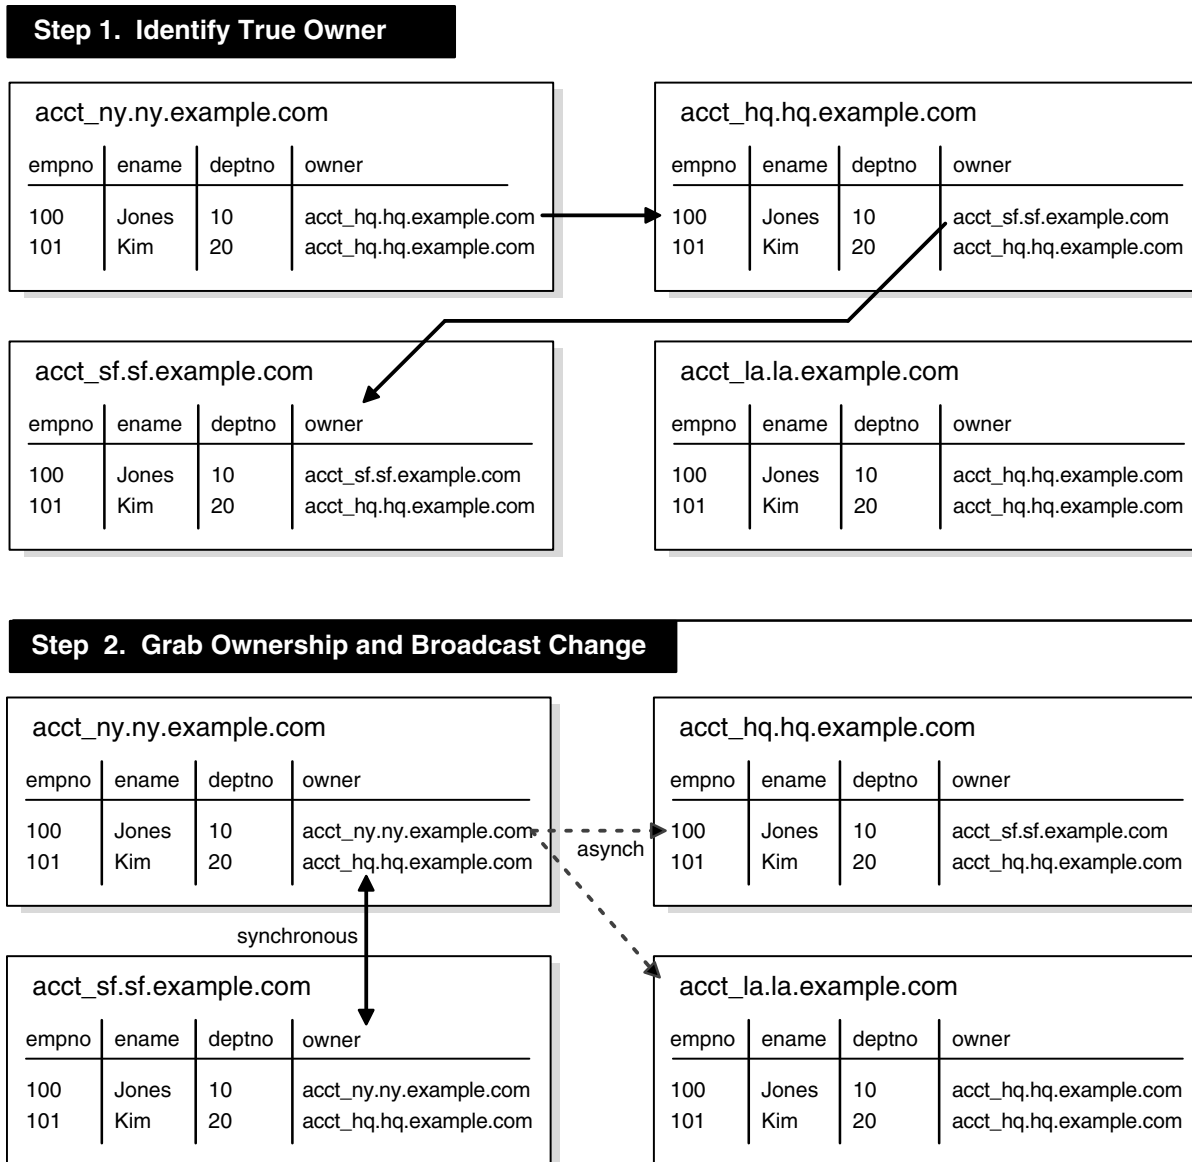 Step 1. Identify True Owner
acct_ny.ny.example.com
empno ename deptno owner
100 Jones 10 acct_hq.hq.example.com
101 Kim 20 acct_hq.hq.example.com
acct_hq.hq.example.com
empno ename deptno owner
100 Jones 10 acct_sf.sf.example.com
101 Kim 20 acct_hq.hq.example.com
acct_sf.sf.example.com
empno ename deptno owner
100 Jones 10 acct_sf.sf.example.com
101 Kim 20 acct_hq.hq.example.com
acct_la.la.example.com
empno ename deptno owner
100 Jones 10 acct_hq.hq.example.com
101 Kim 20 acct_hq.hq.example.com
Step 2. Grab Ownership and Broadcast Change
acct_ny.ny.example.com
empno ename deptno owner
100 Jones 10 acct_ny.ny.example.com
101 Kim 20 acct_hq.hq.example.com
asynch
acct_hq.hq.example.com
empno ename deptno owner
100 Jones 10 acct_sf.sf.example.com
101 Kim 20 acct_hq.hq.example.com
synchronous
acct_sf.sf.example.com
empno ename deptno owner
100 Jones 10 acct_ny.ny.example.com
101 Kim 20 acct_hq.hq.example.com
acct_la.la.example.com
empno ename deptno owner
100 Jones 10 acct_hq.hq.example.com
101 Kim 20 acct_hq.hq.example.com